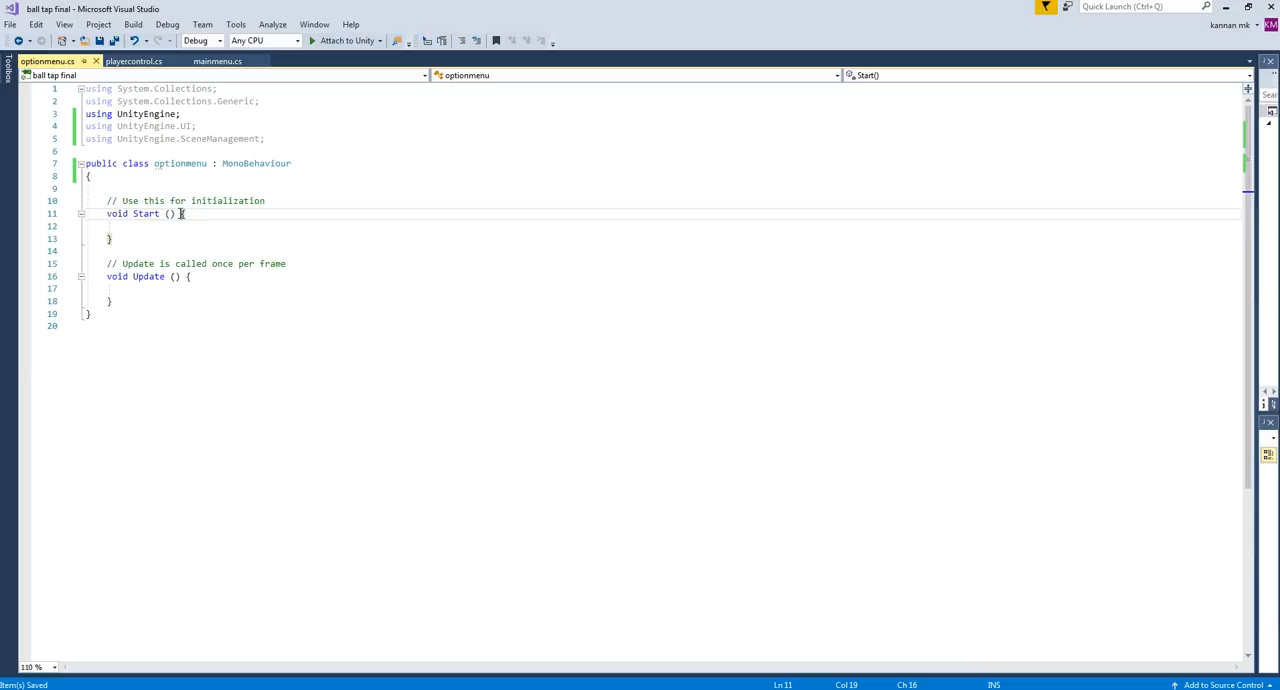 ball tap final - Microsoft Visual Studio
Quick Launch (Ctrl+Q)
File Edit View Project Build Debug Team Tools Analyze Window Help
kannan mk
KM
Debug Any CPU Attach to Unity
Toolbox
optionmenu.cs playercontrol.cs mainmenu.cs
ball tap final optionmenu Start()
1 using System.Collections;
2 using System.Collections.Generic;
3 using UnityEngine;
4 using UnityEngine.UI;
5 using UnityEngine.SceneManagement;
6
7 public class optionmenu : MonoBehaviour
8 {
9
10 // Use this for initialization
11 void Start () {
12
13 }
14
15 // Update is called once per frame
16 void Update () {
17
18 }
19 }
20
Sear
110 %
Item(s) Saved Ln 11 Col 19 Ch 16 INS Add to Source Control